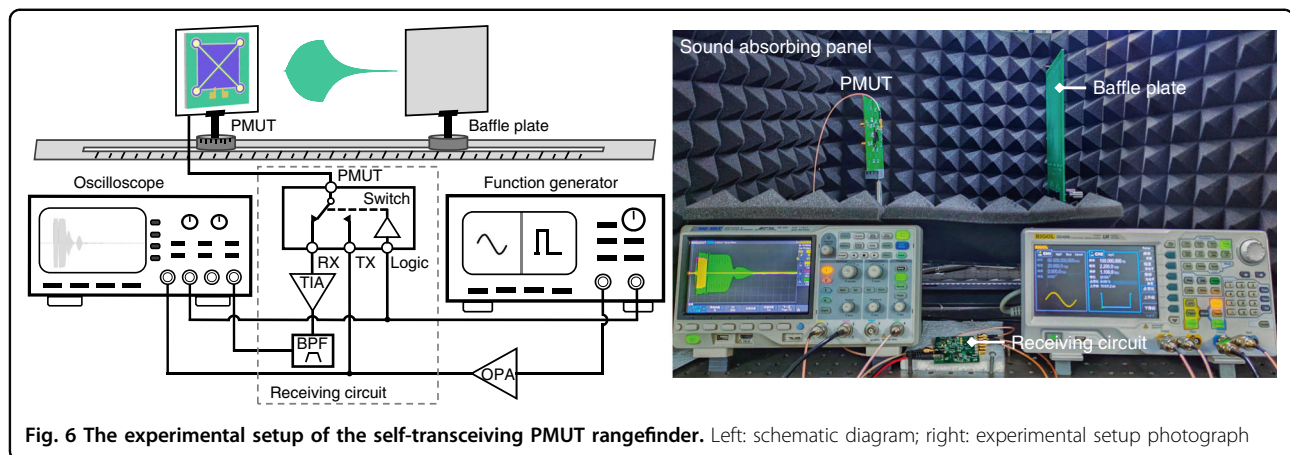 PMUT
Baffle plate
Oscilloscope
PMUT
Switch
Function generator
RX
TX
Logic
TIA
BPF
OPA
Receiving circuit
Sound absorbing panel
PMUT
Baffle plate
RIGOL
Receiving circuit
Fig. 6 The experimental setup of the self-transceiving PMUT rangefinder. Left: schematic diagram; right: experimental setup photograph